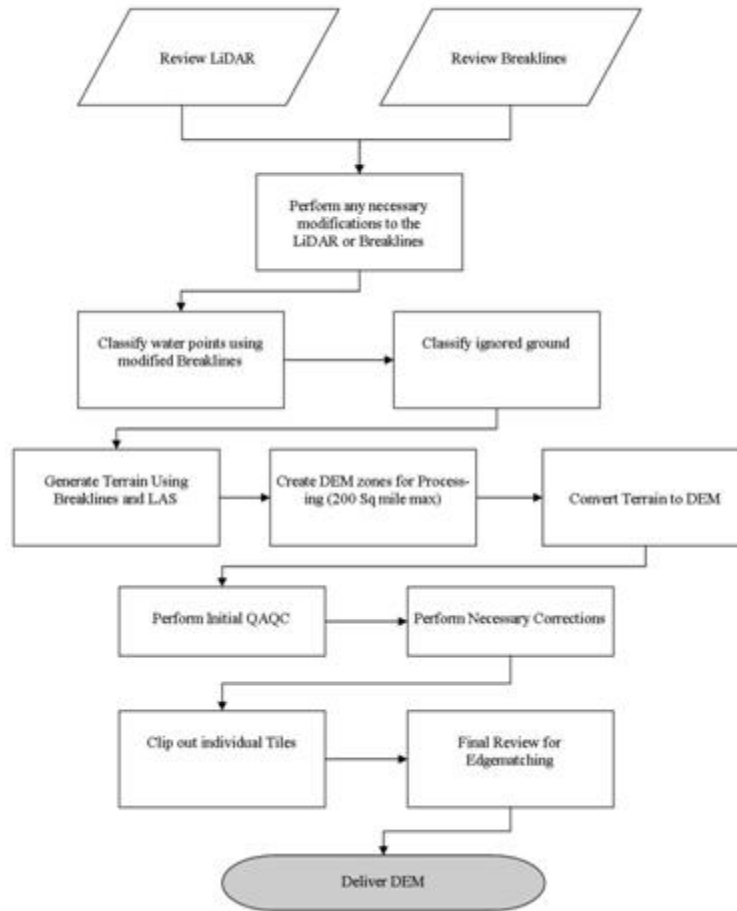 Review LiDAR
Review Breaklines
Perform any necessary
modifications to the
LiDAR or Breaklines
Classify water points using
modified Breaklines
Classify ignored ground
Generate Terrain Using
Breaklines and LAS
Create DEM zones for Process-
ing (200 Sq mile max)
Convert Terrain to DEM
Perform Initial QAQC
Perform Necessary Corrections
Clip out individual Tiles
Final Review for
Edgematching
Deliver DEM